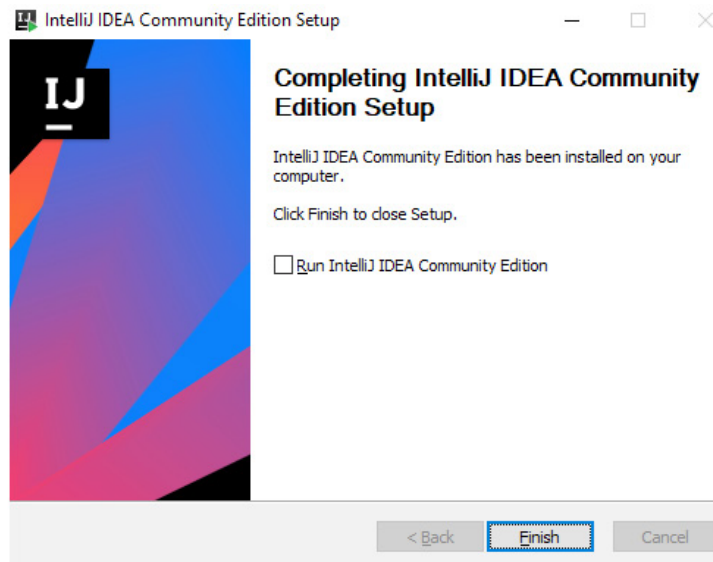 IntelliJ IDEA Community Edition Setup
IJ
Completing IntelliJ IDEA Community
Edition Setup
IntelliJ IDEA Community Edition has been installed on your
computer.
Click Finish to close Setup.
Run IntelliJ IDEA Community Edition
< Back
Finish
Cancel